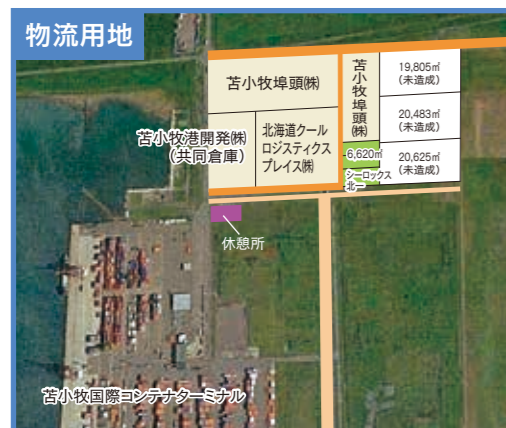 物流用地
苫小牧埠頭㈱
苫小牧埠頭㈱
19,805㎡
(未造成)
苫小牧港開発㈱
(共同倉庫)
北海道クール
ロジスティクス
プレイス㈱
20,483㎡
(未造成)
6,620㎡
20,625㎡
(未造成)
シーロックス
北一
休憩所
苫小牧国際コンテナターミナル